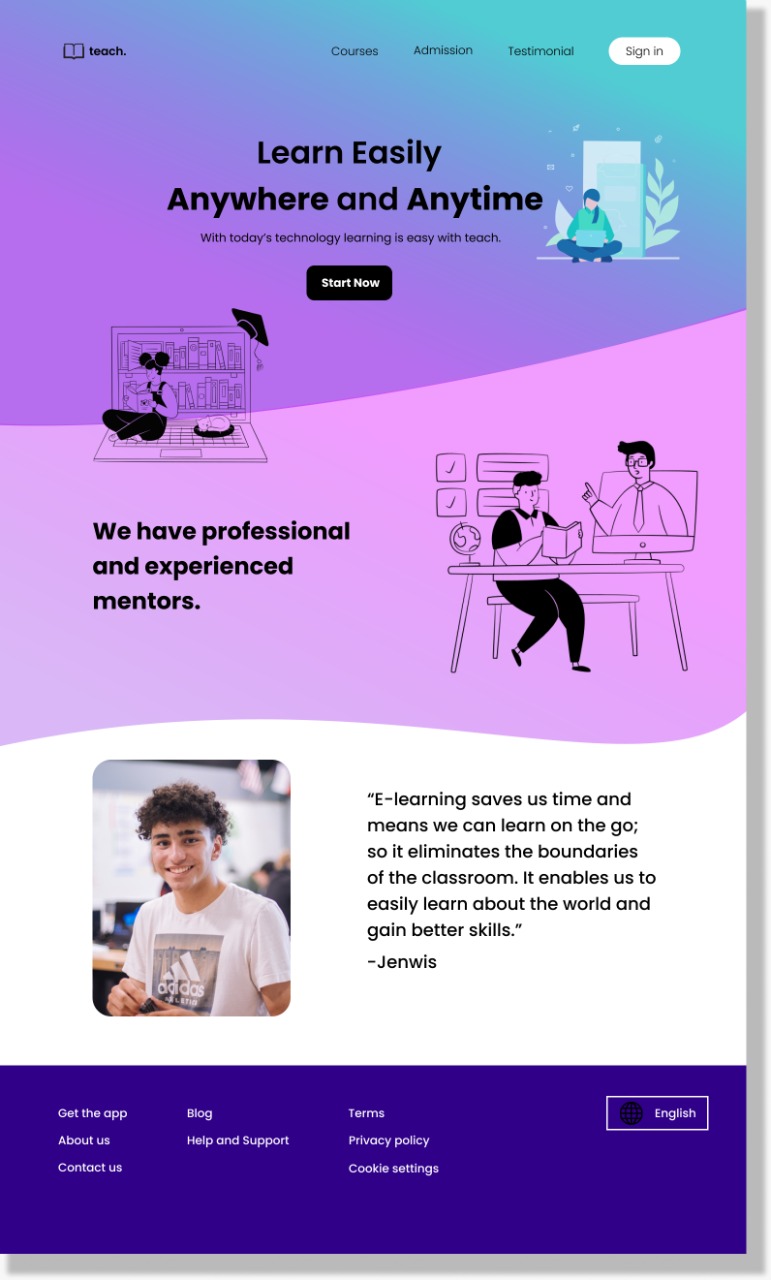 teach.
Courses
Admission
Testimonial
Sign in
Learn Easily
Anywhere and Anytime
With today's technology learning is easy with teach.
Start Now
We have professional
and experienced
mentors.
“E-learning saves us time and
means we can learn on the go;
so it eliminates the boundaries
of the classroom. It enables us to
easily learn about the world and
gain better skills.”
-Jenwis
adidas
Get the app
About us
Contact us
Blog
Help and Support
Terms
Privacy policy
Cookie settings
English